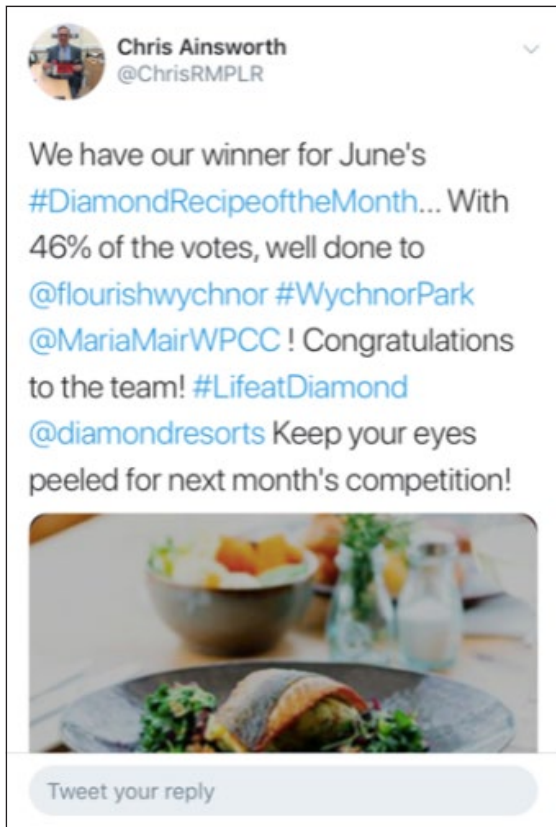 Chris Ainsworth
@ChrisRMPLR
We have our winner for June's
#DiamondRecipeoftheMonth... With
46% of the votes, well done to
@flourishwychnor #WychnorPark
@MariaMairWPCC ! Congratulations
to the team! #LifeatDiamond
@diamondresorts Keep your eyes
peeled for next month's competition!
Tweet your reply